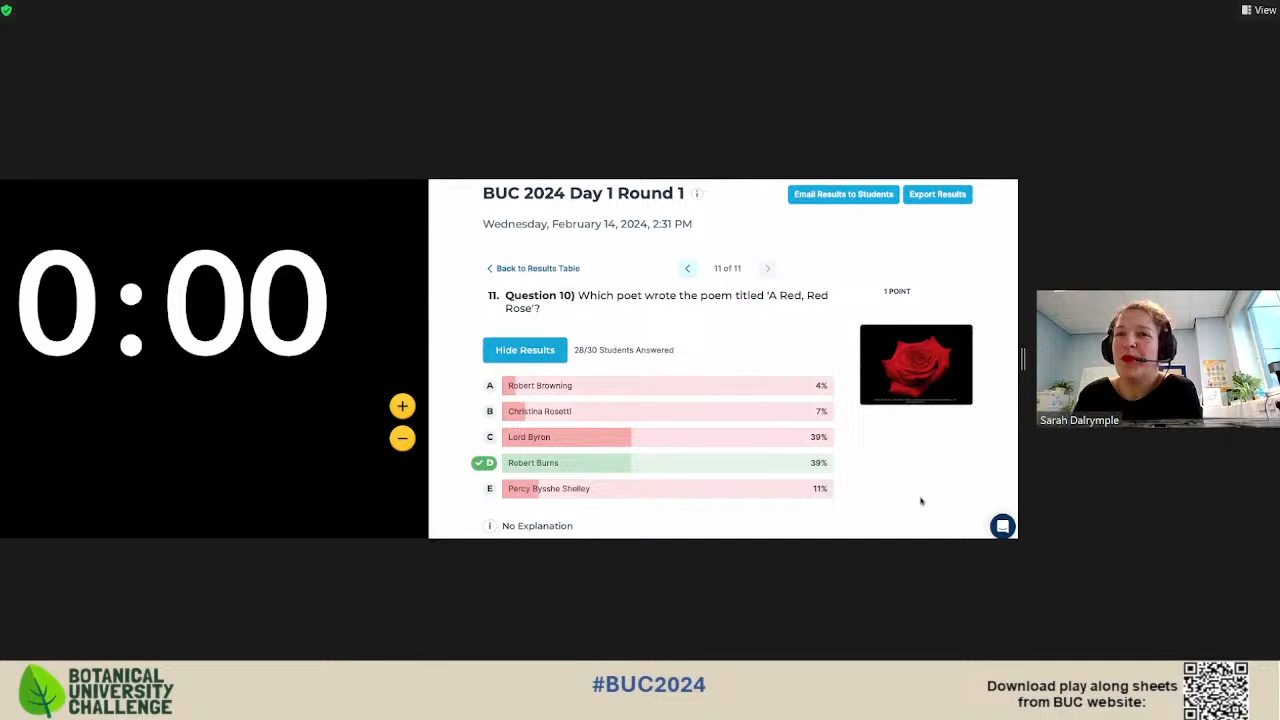 View
0:00
+
−
BUC 2024 Day 1 Round 1 i
Email Results to Students
Export Results
Wednesday, February 14, 2024, 2:31 PM
Back to Results Table
11 of 11
11. Question 10) Which poet wrote the poem titled 'A Red, Red
Rose'?
1 POINT
Hide Results
28/30 Students Answered
A Robert Browning 4%
B Christina Rosetti 7%
C Lord Byron 39%
D Robert Burns 39%
E Percy Bysshe Shelley 11%
i No Explanation
Sarah Dalrymple
BOTANICAL
UNIVERSITY
CHALLENGE
#BUC2024
Download play along sheets
from BUC website: